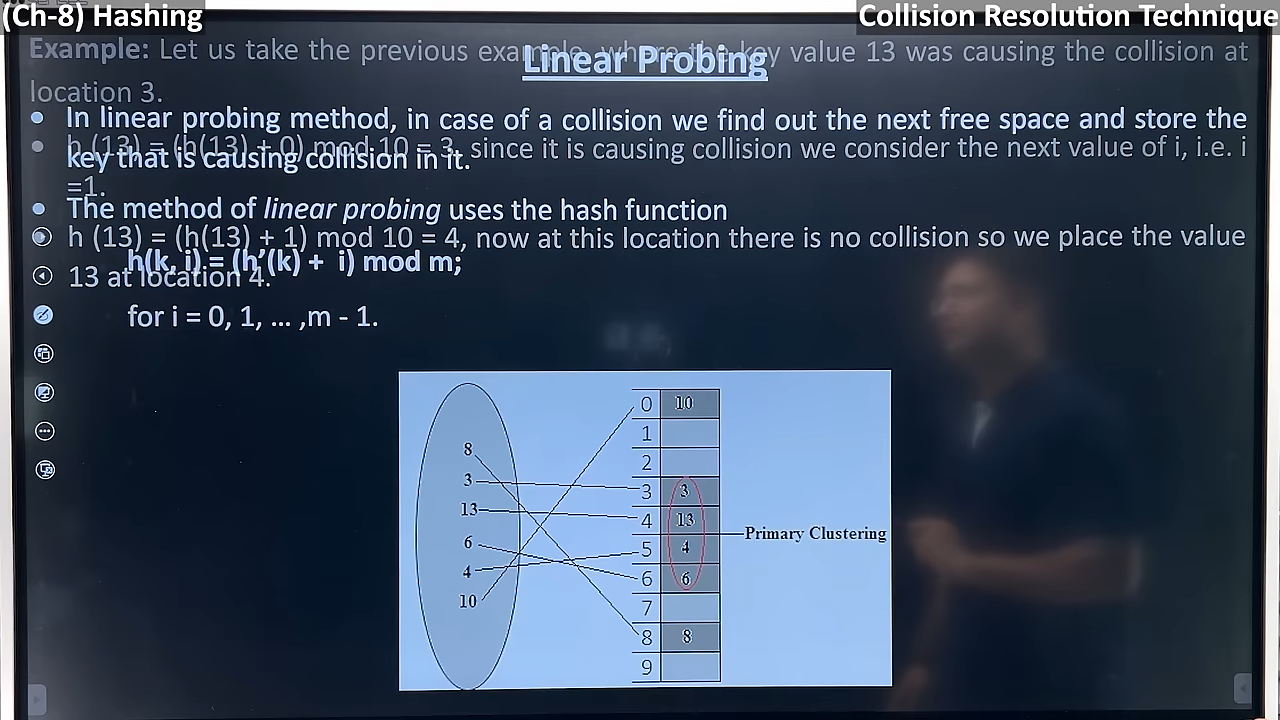 (Ch-8) Hashing
Collision Resolution Technique
Example: Let us take the previous example, where the key value 13 was causing the collision at
location 3.
Linear Probing
In linear probing method, in case of a collision we find out the next free space and store the
key that is causing collision in it.
h (13) = (h(13) + 0) mod 10 = 3, since it is causing collision we consider the next value of i, i.e. i
=1.
The method of linear probing uses the hash function
h (13) = (h(13) + 1) mod 10 = 4, now at this location there is no collision so we place the value
13 at location 4.
h(k, i) = (h’(k) + i) mod m;
for i = 0, 1, … ,m - 1.
0 10
1
8
2
3
3 3
13
4 13
Primary Clustering
6
5 4
4
6 6
10
7
8 8
9